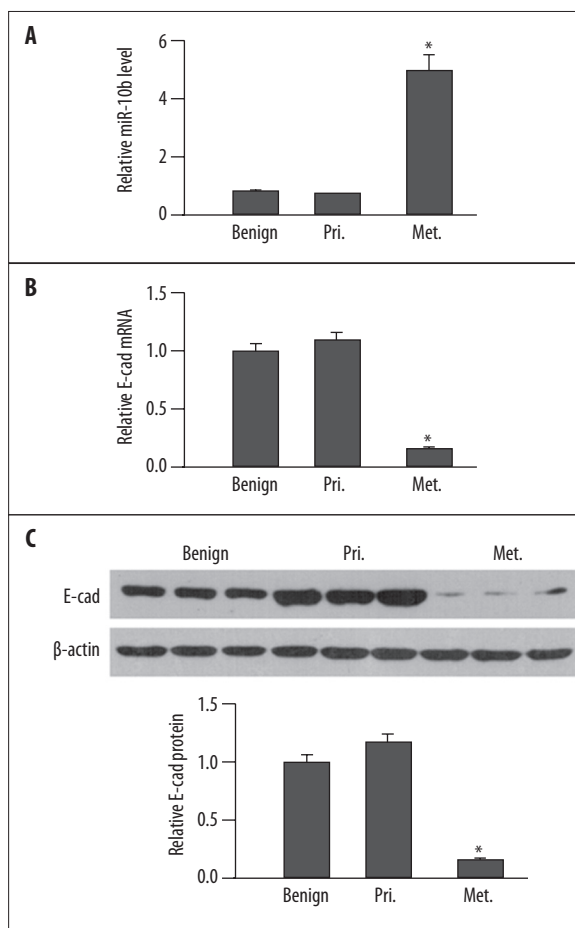 A
Relative miR-10b level
6
4
2
0
*
Benign Pri. Met.
B
Relative E-cad mRNA
1.5
1.0
0.5
0.0
*
Benign Pri. Met.
C
Benign Pri. Met.
E-cad
β-actin
Relative E-cad protein
1.5
1.0
0.5
0.0
*
Benign Pri. Met.